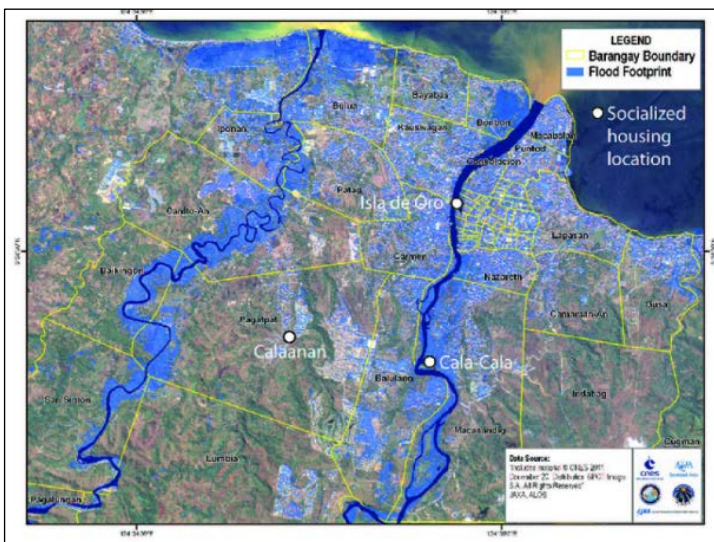 LEGEND
Barangay Boundary
Flood Footprint
Socialized
housing
location
Bayabas
Bulua
Bonbon
Kauswagan
Iponan
Macabalan
Puntod
Consolacion
Patag
Isla de Oro
Canito-An
Lapasan
Carmen
Baikingon
Nazareth
Camaman-An
Gusa
Pagatpat
Calaanan
Cala-Cala
Balulang
San Simon
Indahag
Macasandig
Cugman
Lumbia
Pagalungan
Data Source: